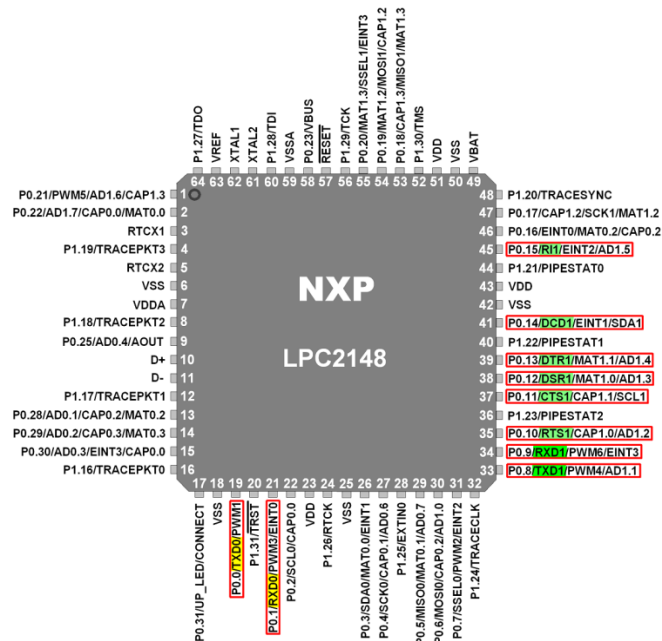 P1.27/TDO
VREF
XTAL1
XTAL2
P1.28/TDI
VSSA
P0.23/VBUS
RESET
P1.29/TCK
P0.20/MAT1.3/SSEL1/EINT3
P0.19/MAT1.2/MOSI1/CAP1.2
P0.18/CAP1.3/MISO1/MAT1.3
P1.30/TMS
VDD
VSS
VBAT
64 63 62 61 60 59 58 57 56 55 54 53 52 51 50 49
P0.21/PWM5/AD1.6/CAP1.3 1
P0.22/AD1.7/CAP0.0/MAT0.0 2
RTCX1 3
P1.19/TRACEPKT3 4
RTCX2 5
VSS 6
VDDA 7
P1.18/TRACEPKT2 8
P0.25/AD0.4/AOUT 9
D+ 10
D- 11
P1.17/TRACEPKT1 12
P0.28/AD0.1/CAP0.2/MAT0.2 13
P0.29/AD0.2/CAP0.3/MAT0.3 14
P0.30/AD0.3/EINT3/CAP0.0 15
P1.16/TRACEPKT0 16
NXP
LPC2148
48 P1.20/TRACESYNC
47 P0.17/CAP1.2/SCK1/MAT1.2
46 P0.16/EINT0/MAT0.2/CAP0.2
45 P0.15/RI1/EINT2/AD1.5
44 P1.21/PIPESTAT0
43 VDD
42 VSS
41 P0.14/DCD1/EINT1/SDA1
40 P1.22/PIPESTAT1
39 P0.13/DTR1/MAT1.1/AD1.4
38 P0.12/DSR1/MAT1.0/AD1.3
37 P0.11/CTS1/CAP1.1/SCL1
36 P1.23/PIPESTAT2
35 P0.10/RTS1/CAP1.0/AD1.2
34 P0.9/RXD1/PWM6/EINT3
33 P0.8/TXD1/PWM4/AD1.1
17 18 19 20 21 22 23 24 25 26 27 28 29 30 31 32
P0.31/UP_LED/CONNECT
VSS
P0.0/TXD0/PWM1
P1.31/TRST
P0.1/RXD0/PWM3/EINT0
P0.2/SCL0/CAP0.0
VDD
P1.26/RTCK
VSS
P0.3/SDA0/MAT0.0/EINT1
P0.4/SCK0/CAP0.1/AD0.6
P1.25/EXTIN0
P0.5/MISO0/MAT0.1/AD0.7
P0.6/MOSI0/CAP0.2/AD1.0
P0.7/SSEL0/PWM2/EINT2
P1.24/TRACECLK